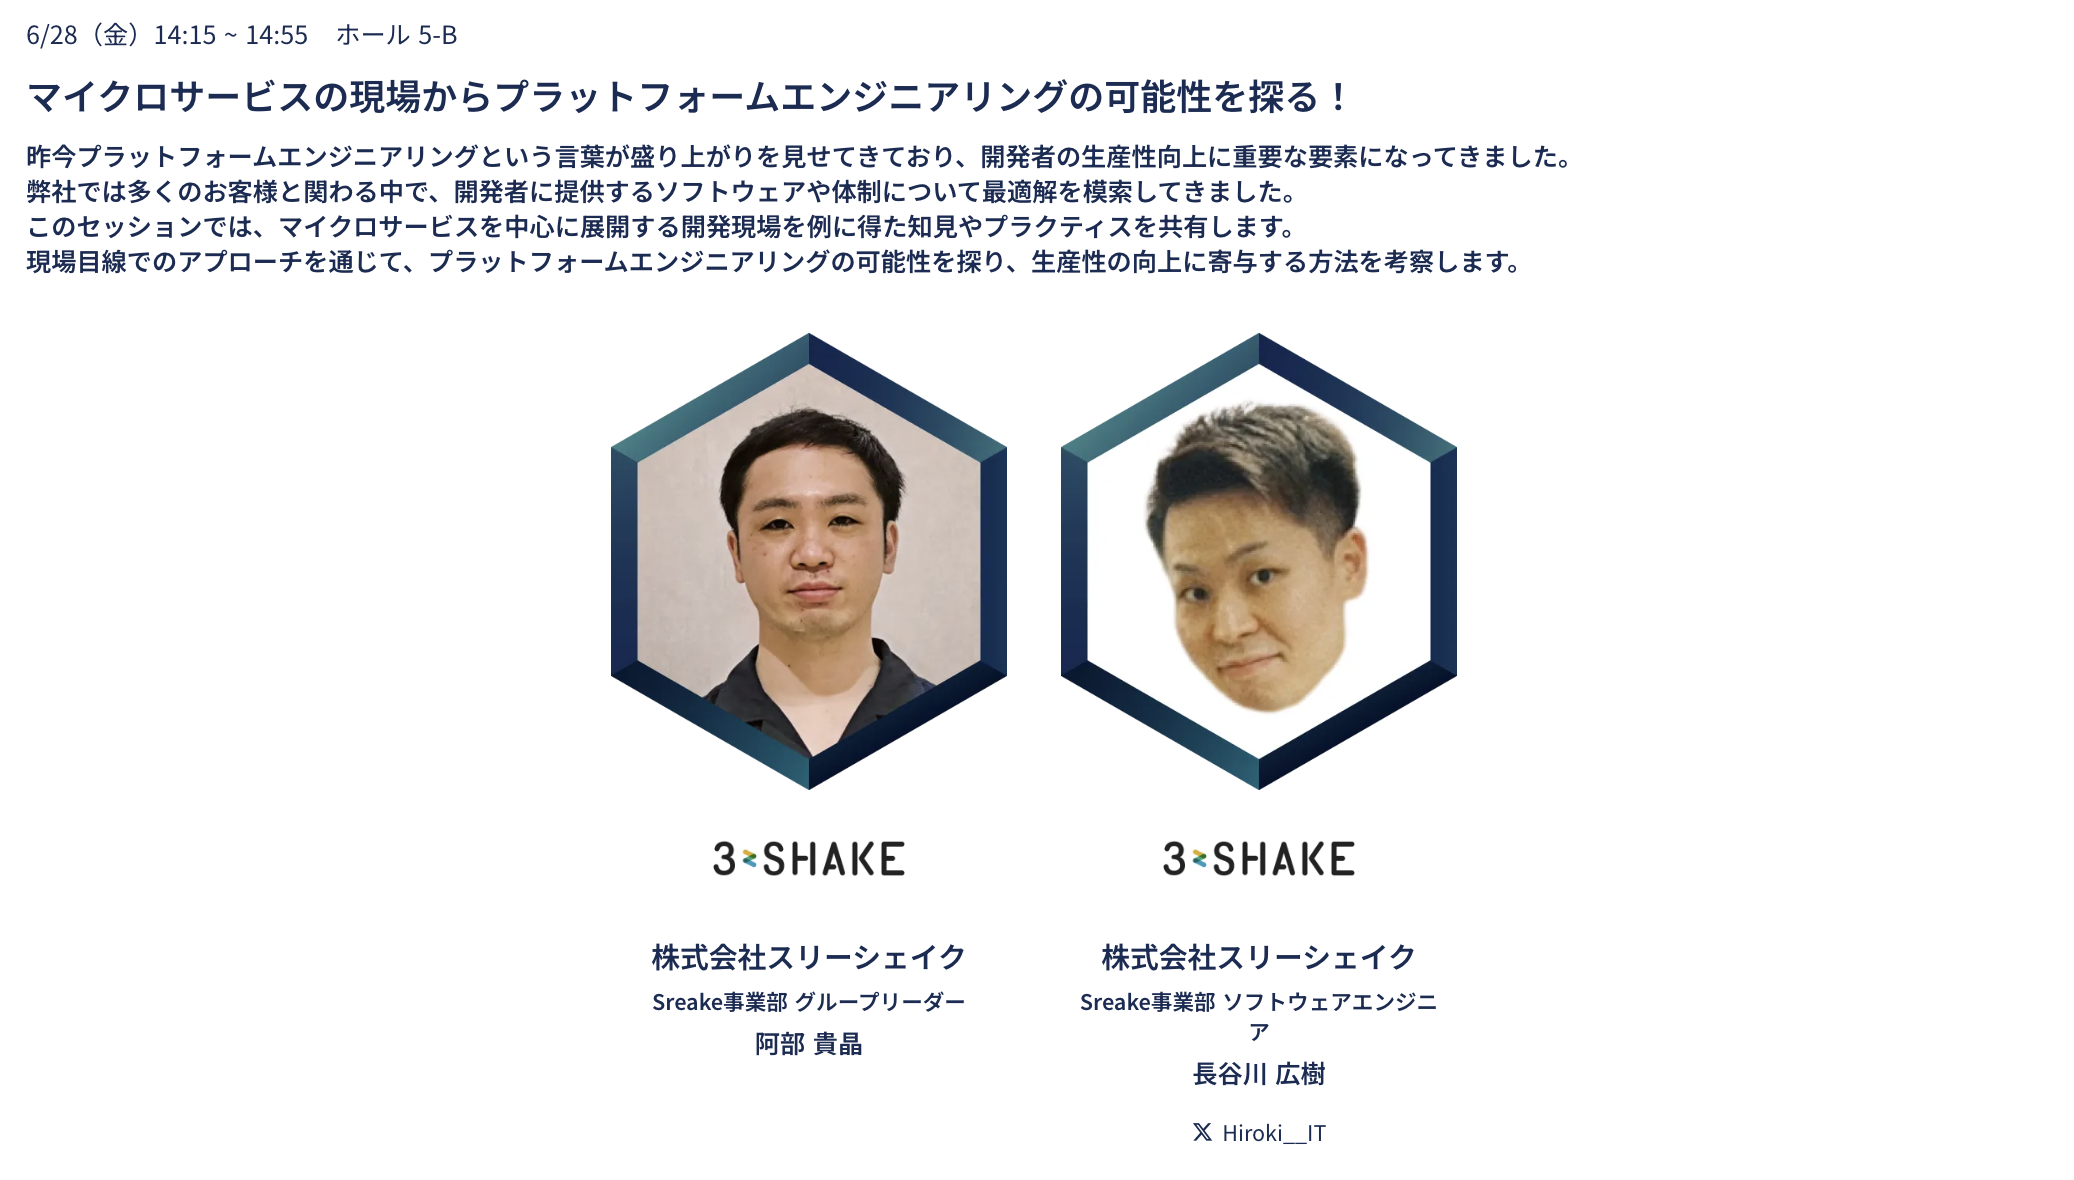 6/28（金）14:15 ~ 14:55　ホール 5-B
マイクロサービスの現場からプラットフォームエンジニアリングの可能性を探る！
昨今プラットフォームエンジニアリングという言葉が盛り上がりを見せてきており、開発者の生産性向上に重要な要素になってきました。
弊社では多くのお客様と関わる中で、開発者に提供するソフトウェアや体制について最適解を模索してきました。
このセッションでは、マイクロサービスを中心に展開する開発現場を例に得た知見やプラクティスを共有します。
現場目線でのアプローチを通じて、プラットフォームエンジニアリングの可能性を探り、生産性の向上に寄与する方法を考察します。
3 SHAKE
株式会社スリーシェイク
Sreake事業部 グループリーダー
阿部 貴晶
3 SHAKE
株式会社スリーシェイク
Sreake事業部 ソフトウェアエンジニ
ア
長谷川 広樹
X Hiroki__IT